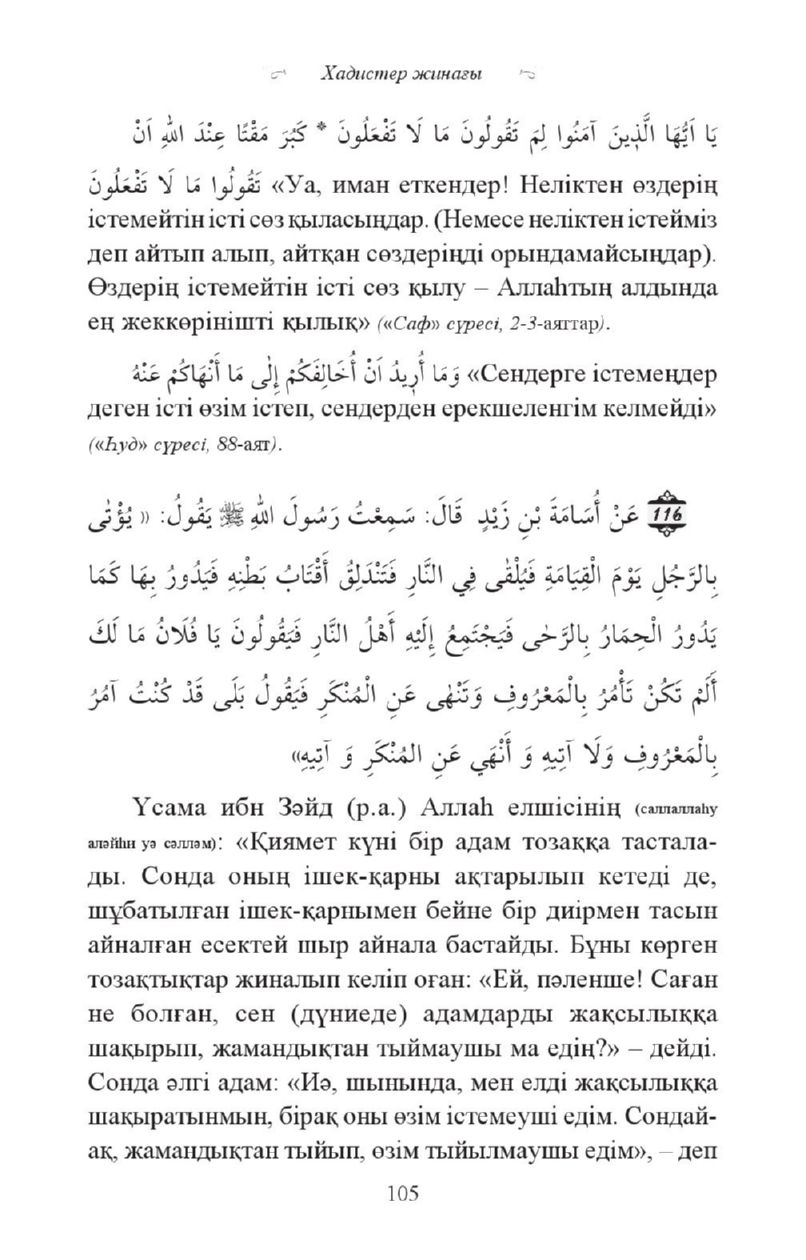 Хадистер жинағы
يَا اَيُّهَا الَّذِينَ آمَنُوا لِمَ تَقُولُونَ مَا لَا تَفْعَلُونَ * كَبُرَ مَقْتًا عِنْدَ اللهِ اَنْ
تَقُولُوا مَا لَا تَفْعَلُونَ «Уа, иман еткендер! Неліктен өздерің
істемейтін істі сөз қыласыңдар. (Немесе неліктен істейміз
деп айтып алып, айтқан сөздеріңді орындамайсыңдар).
Өздерің істемейтін істі сөз қылу – Аллаһтың алдында
ең жеккөрінішті қылық» («Саф» сүресі, 2-3-аяттар).
وَمَا أُرِيدُ اَنْ أُخَالِفَكُمْ إِلٰى مَا أَنْهَاكُمْ عَنْهُ «Сендерге істемеңдер
деген істі өзім істеп, сендерден ерекшеленгім келмейді»
(«Һуд» сүресі, 88-аят).
116 عَنْ أُسَامَةَ بْنِ زَيْدٍ قَالَ: سَمِعْتُ رَسُولَ اللهِ ﷺ يَقُولُ: « يُؤْتٰى
بِالرَّجُلِ يَوْمَ الْقِيَامَةِ فَيُلْقٰى فِي النَّارِ فَتَنْدَلِقُ أَقْتَابُ بَطْنِهِ فَيَدُورُ بِهَا كَمَا
يَدُورُ الْحِمَارُ بِالرَّحٰى فَيَجْتَمِعُ إِلَيْهِ أَهْلُ النَّارِ فَيَقُولُونَ يَا فُلَانُ مَا لَكَ
أَلَمْ تَكُنْ تَأْمُرُ بِالْمَعْرُوفِ وَتَنْهٰى عَنِ الْمُنْكَرِ فَيَقُولُ بَلَى قَدْ كُنْتُ آمُرُ
بِالْمَعْرُوفِ وَلَا آتِيهِ وَ أَنْهَي عَنِ المُنْكَرِ وَ آتِيهِ»
Үсама ибн Зәйд (р.а.) Аллаһ елшісінің (саллаллаһу
аләйһи уә сәлләм): «Қиямет күні бір адам тозаққа тастала-
ды. Сонда оның ішек-қарны ақтарылып кетеді де,
шұбатылған ішек-қарнымен бейне бір диірмен тасын
айналған есектей шыр айнала бастайды. Бұны көрген
тозақтықтар жиналып келіп оған: «Ей, пәленше! Саған
не болған, сен (дүниеде) адамдарды жақсылыққа
шақырып, жамандықтан тыймаушы ма едің?» – дейді.
Сонда әлгі адам: «Иә, шынында, мен елді жақсылыққа
шақыратынмын, бірақ оны өзім істемеуші едім. Сондай-
ақ, жамандықтан тыйып, өзім тыйылмаушы едім», – деп
105